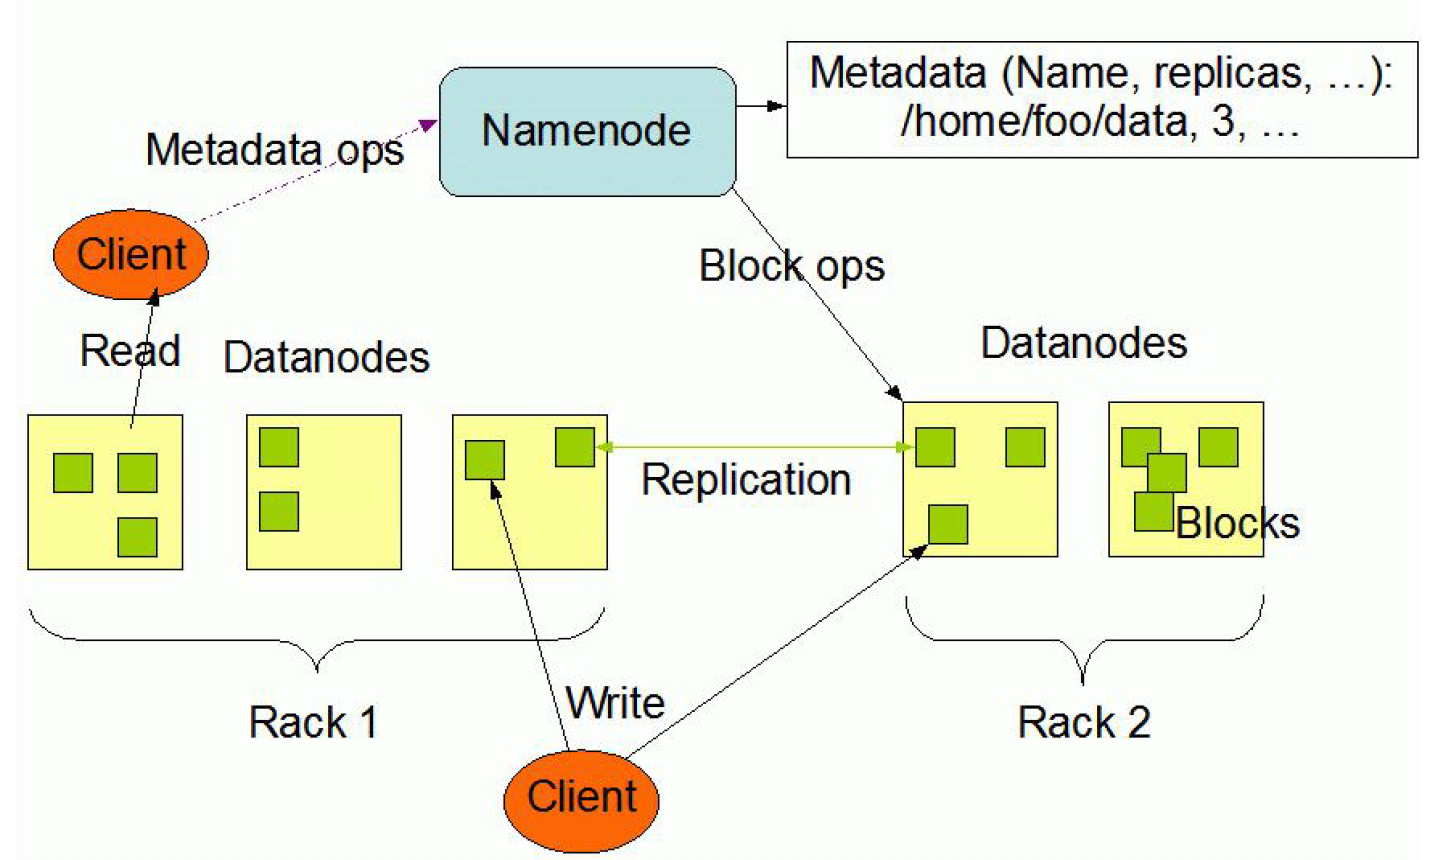 Metadata (Name, replicas, …):
/home/foo/data, 3, …
Namenode
Metadata ops
Client
Block ops
Read
Datanodes
Datanodes
Replication
Blocks
Rack 1
Write
Rack 2
Client